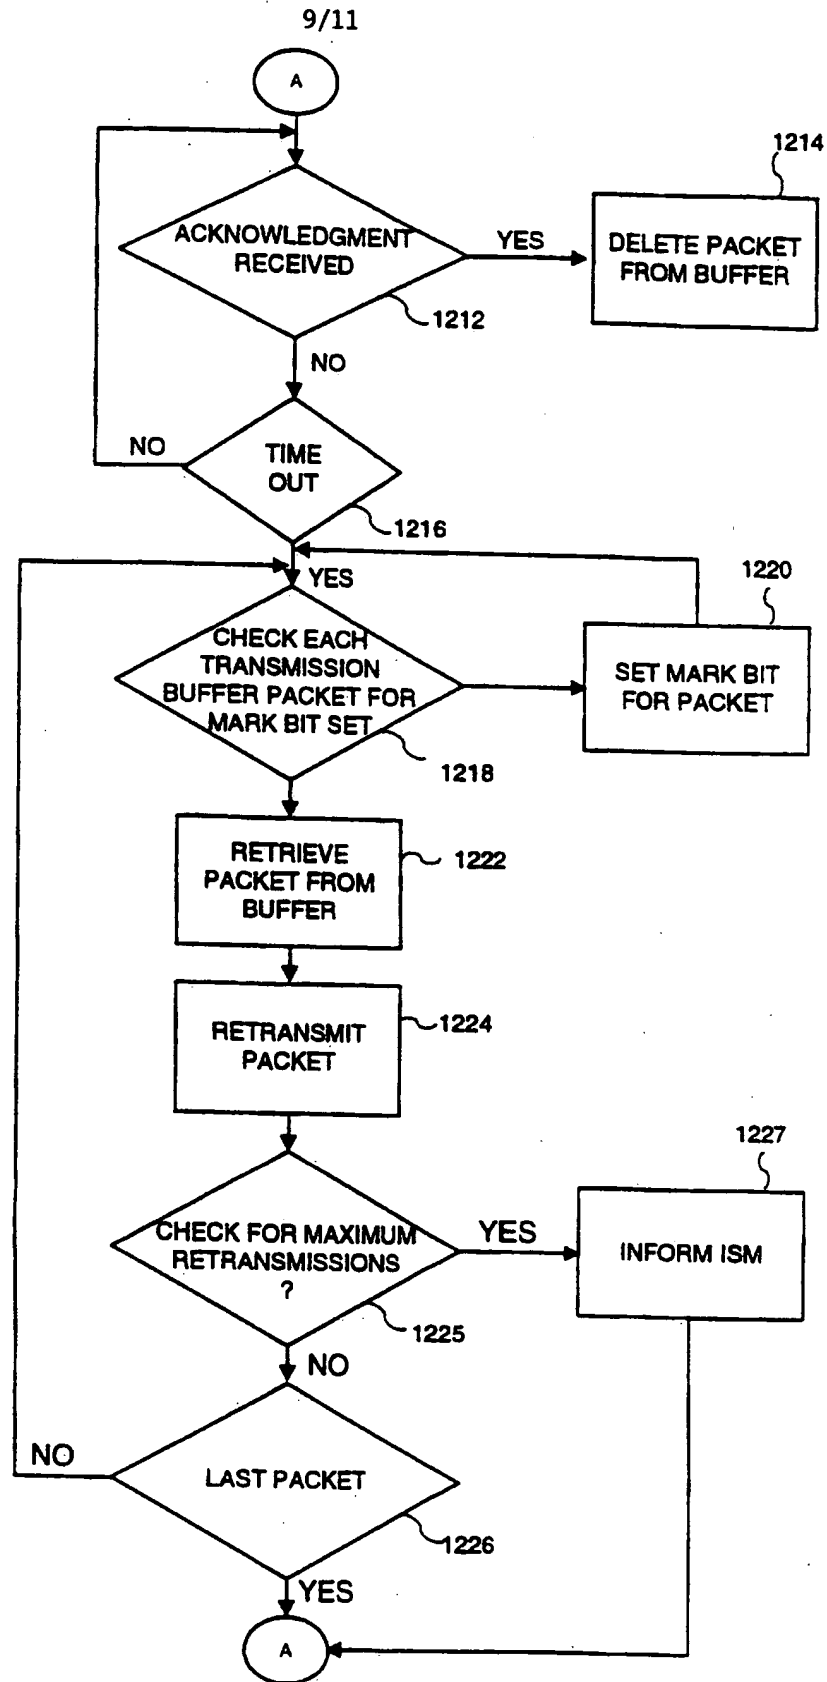 9/11
A
1214
ACKNOWLEDGMENT
RECEIVED
YES
DELETE PACKET
FROM BUFFER
1212
NO
NO
TIME
OUT
1216
YES
1220
CHECK EACH
TRANSMISSION
BUFFER PACKET FOR
MARK BIT SET
SET MARK BIT
FOR PACKET
1218
RETRIEVE
PACKET FROM
BUFFER
1222
RETRANSMIT
PACKET
1224
1227
CHECK FOR MAXIMUM
RETRANSMISSIONS
?
YES
INFORM ISM
1225
NO
NO
LAST PACKET
1226
YES
A